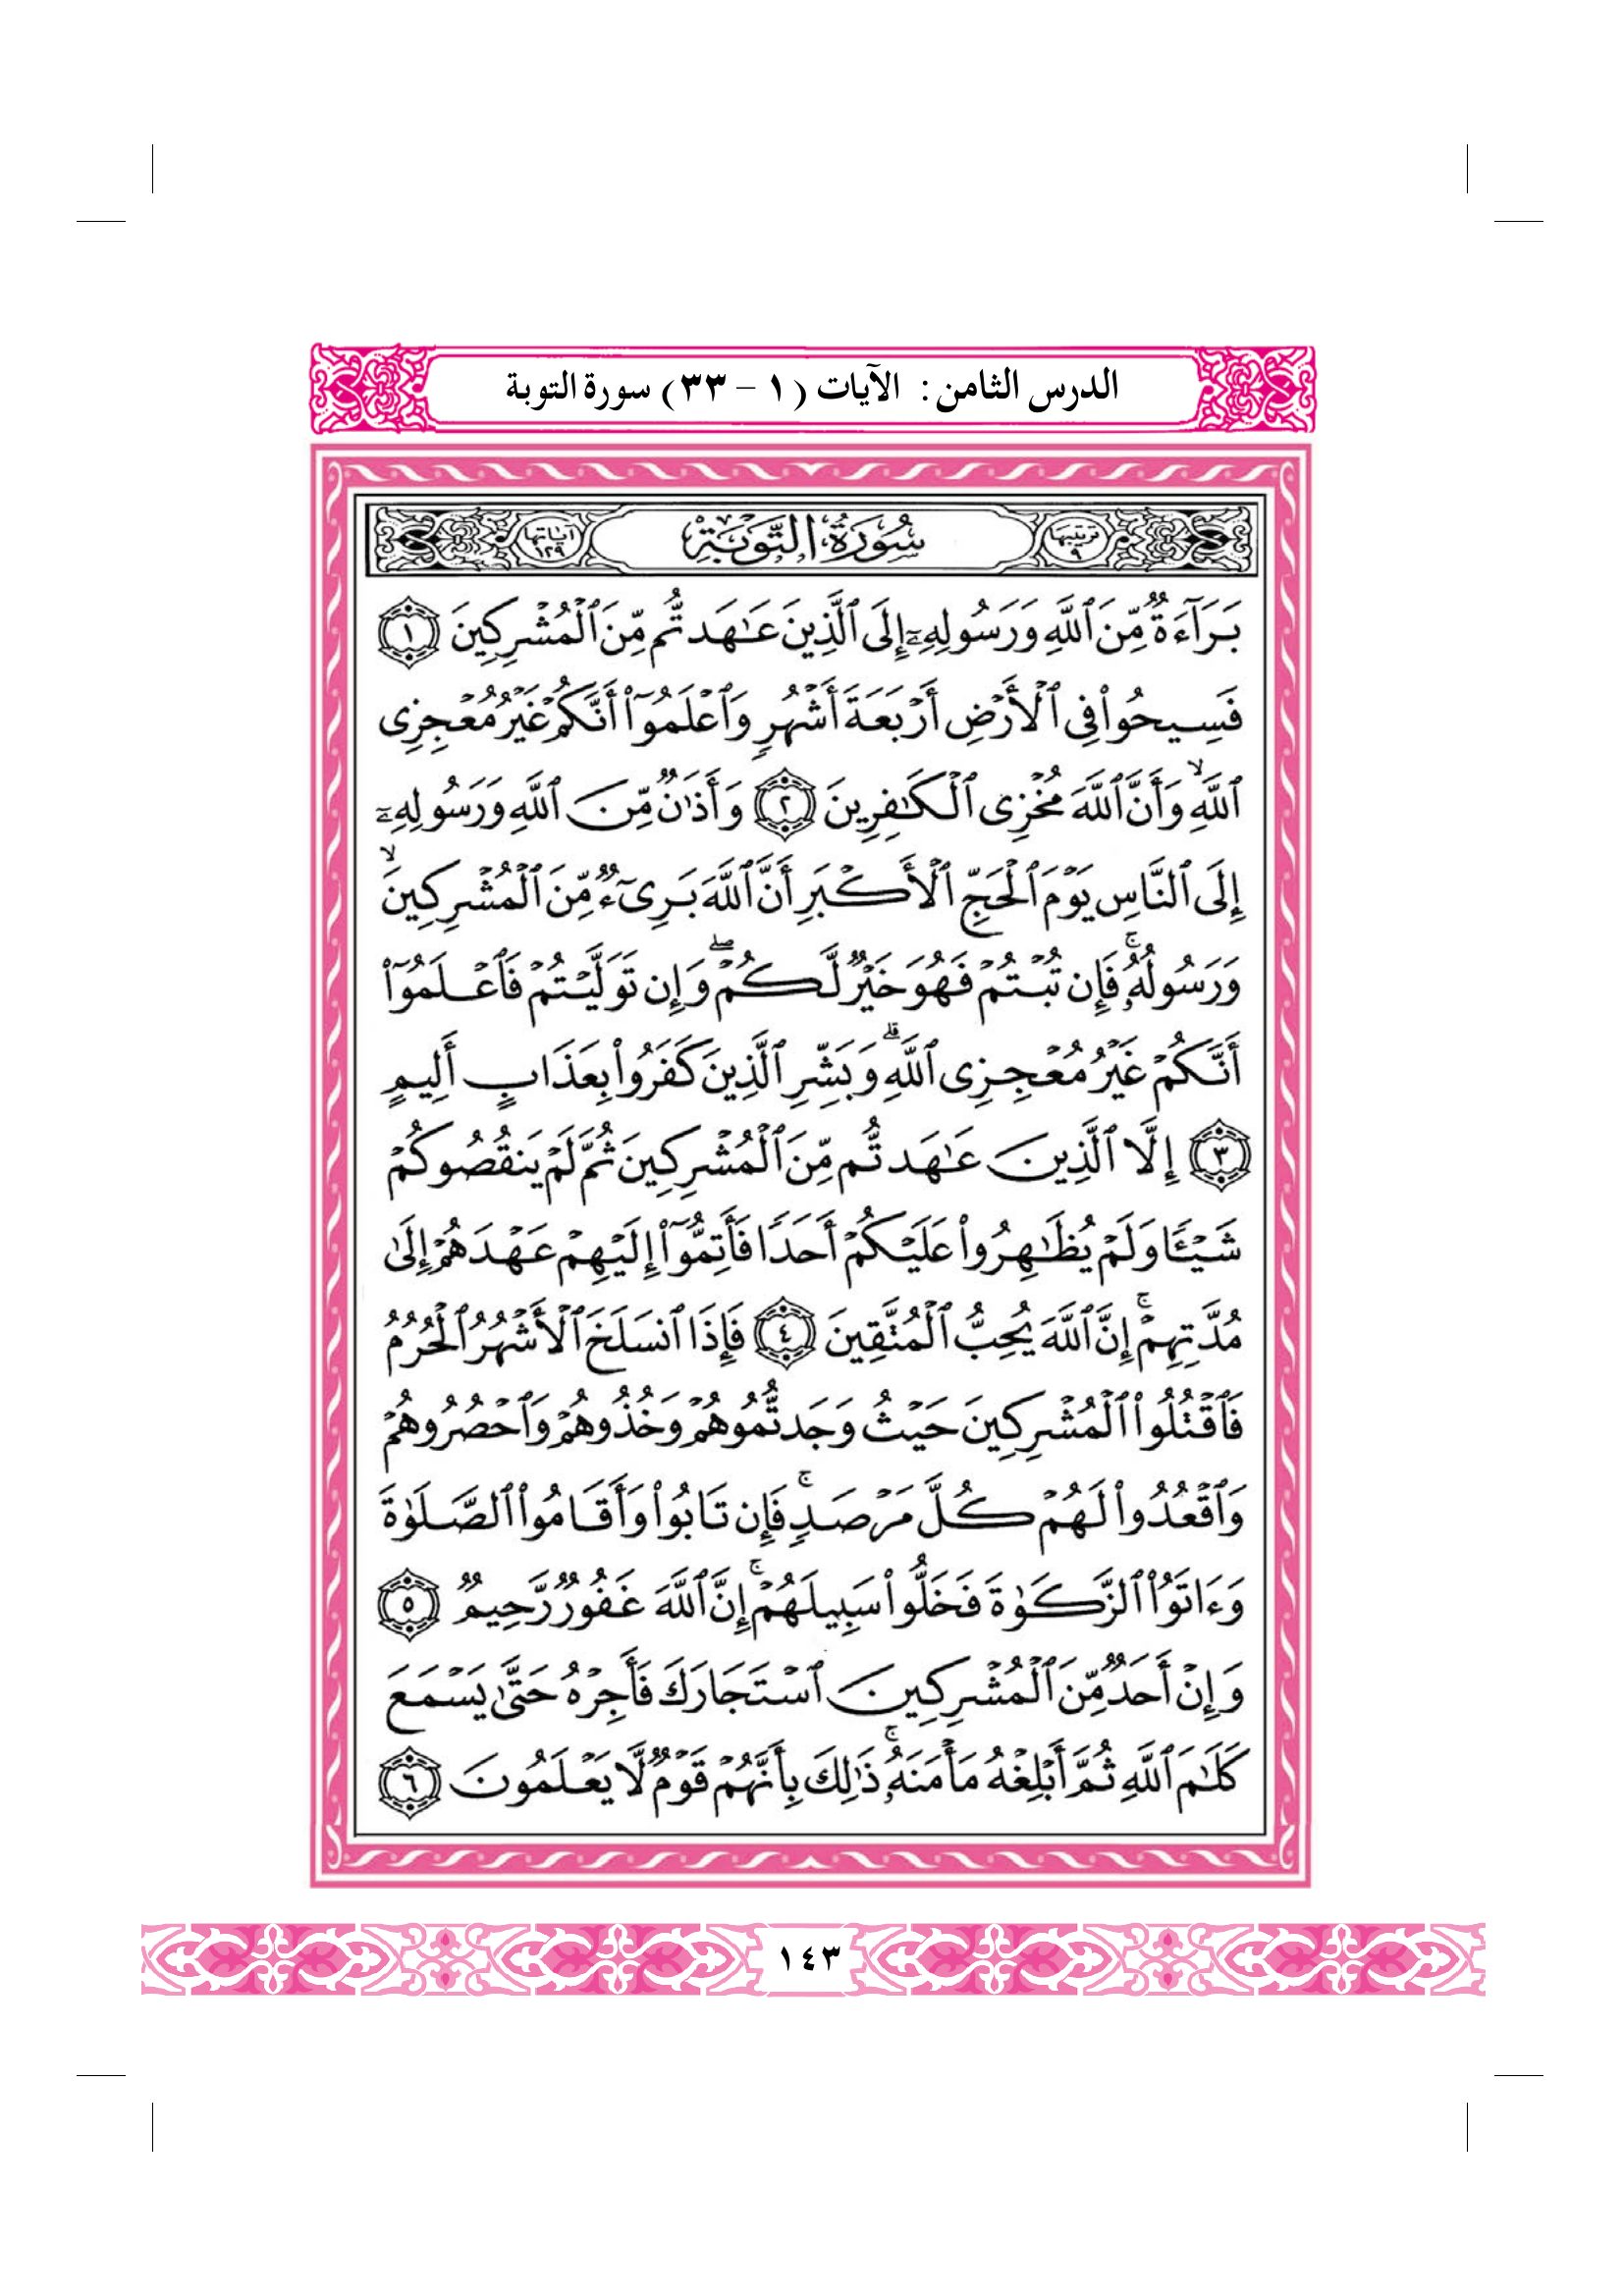 الدرس الثامن : الآيات ( ١ - ٣٣ ) سورة التوبة
ترتيبها ٩ سُورَةُ التَّوۡبَةِ آياتها ١٢٩
بَرَآءَةٌ مِّنَ ٱللَّهِ وَرَسُولِهِۦٓ إِلَى ٱلَّذِينَ عَٰهَدتُّم مِّنَ ٱلۡمُشۡرِكِينَ ١
فَسِيحُواْ فِى ٱلۡأَرۡضِ أَرۡبَعَةَ أَشۡهُرٍ وَٱعۡلَمُوٓاْ أَنَّكُمۡ غَيۡرُ مُعۡجِزِى
ٱللَّهِۙ وَأَنَّ ٱللَّهَ مُخۡزِى ٱلۡكَٰفِرِينَ ٢ وَأَذَٰنٌ مِّنَ ٱللَّهِ وَرَسُولِهِۦٓ
إِلَى ٱلنَّاسِ يَوۡمَ ٱلۡحَجِّ ٱلۡأَكۡبَرِ أَنَّ ٱللَّهَ بَرِىٓءٌ مِّنَ ٱلۡمُشۡرِكِينَۙ
وَرَسُولُهُۥۚ فَإِن تُبۡتُمۡ فَهُوَ خَيۡرٌ لَّكُمۡۖ وَإِن تَوَلَّيۡتُمۡ فَٱعۡلَمُوٓاْ
أَنَّكُمۡ غَيۡرُ مُعۡجِزِى ٱللَّهِۗ وَبَشِّرِ ٱلَّذِينَ كَفَرُواْ بِعَذَابٍ أَلِيمٍ
٣ إِلَّا ٱلَّذِينَ عَٰهَدتُّم مِّنَ ٱلۡمُشۡرِكِينَ ثُمَّ لَمۡ يَنقُصُوكُمۡ
شَيۡـًٔا وَلَمۡ يُظَٰهِرُواْ عَلَيۡكُمۡ أَحَدًا فَأَتِمُّوٓاْ إِلَيۡهِمۡ عَهۡدَهُمۡ إِلَىٰ
مُدَّتِهِمۡۚ إِنَّ ٱللَّهَ يُحِبُّ ٱلۡمُتَّقِينَ ٤ فَإِذَا ٱنسَلَخَ ٱلۡأَشۡهُرُ ٱلۡحُرُمُ
فَٱقۡتُلُواْ ٱلۡمُشۡرِكِينَ حَيۡثُ وَجَدتُّمُوهُمۡ وَخُذُوهُمۡ وَٱحۡصُرُوهُمۡ
وَٱقۡعُدُواْ لَهُمۡ كُلَّ مَرۡصَدٍۚ فَإِن تَابُواْ وَأَقَامُواْ ٱلصَّلَوٰةَ
وَءَاتَوُاْ ٱلزَّكَوٰةَ فَخَلُّواْ سَبِيلَهُمۡۚ إِنَّ ٱللَّهَ غَفُورٌ رَّحِيمٌ ٥
وَإِنۡ أَحَدٌ مِّنَ ٱلۡمُشۡرِكِينَ ٱسۡتَجَارَكَ فَأَجِرۡهُ حَتَّىٰ يَسۡمَعَ
كَلَٰمَ ٱللَّهِ ثُمَّ أَبۡلِغۡهُ مَأۡمَنَهُۥۚ ذَٰلِكَ بِأَنَّهُمۡ قَوۡمٌ لَّا يَعۡلَمُونَ ٦
١٤٣